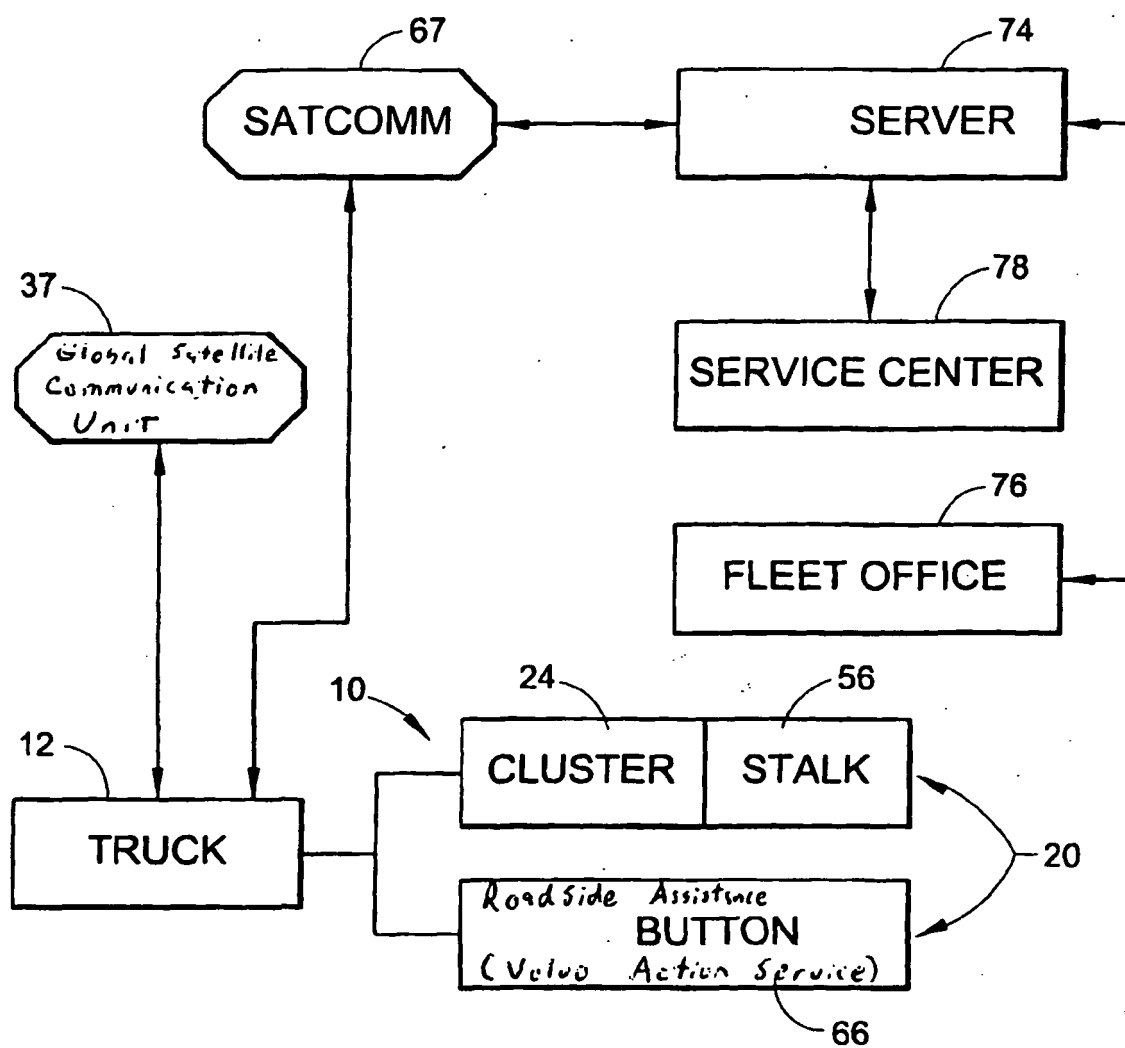 67
74
SATCOMM
SERVER
37
78
Global Satellite
Communication
Unit
SERVICE CENTER
76
FLEET OFFICE
10
24
56
12
CLUSTER
STALK
TRUCK
20
Roadside Assistance
BUTTON
(Volvo Action Service)
66